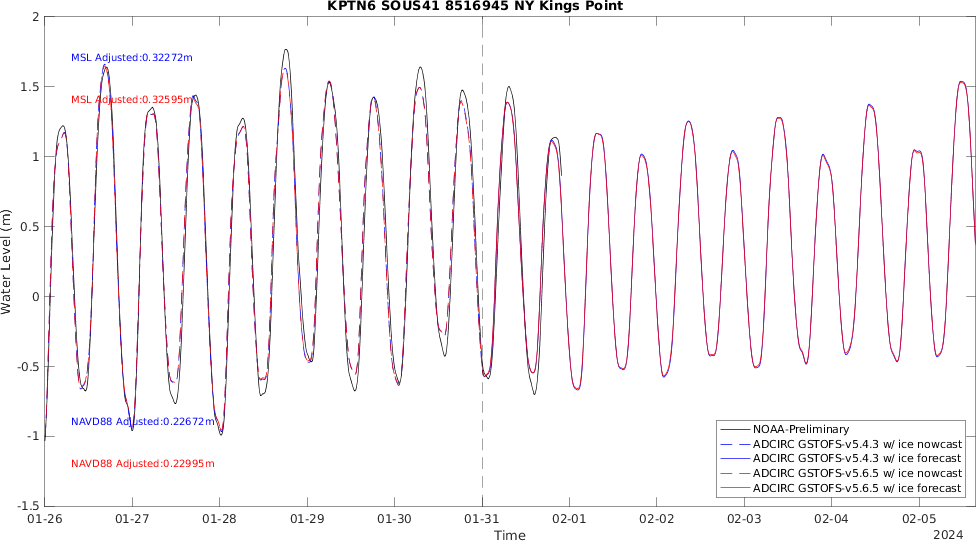 KPTN6 SOUS41 8516945 NY Kings Point
2
1.5
1
0.5
0
-0.5
-1
-1.5
Water Level (m)
MSL Adjusted:0.32272m
MSL Adjusted:0.32595m
NAVD88 Adjusted:0.22672m
NAVD88 Adjusted:0.22995m
NOAA-Preliminary
ADCIRC GSTOFS-v5.4.3 w/ ice nowcast
ADCIRC GSTOFS-v5.4.3 w/ ice forecast
ADCIRC GSTOFS-v5.6.5 w/ ice nowcast
ADCIRC GSTOFS-v5.6.5 w/ ice forecast
01-26 01-27 01-28 01-29 01-30 01-31 02-01 02-02 02-03 02-04 02-05
Time
2024